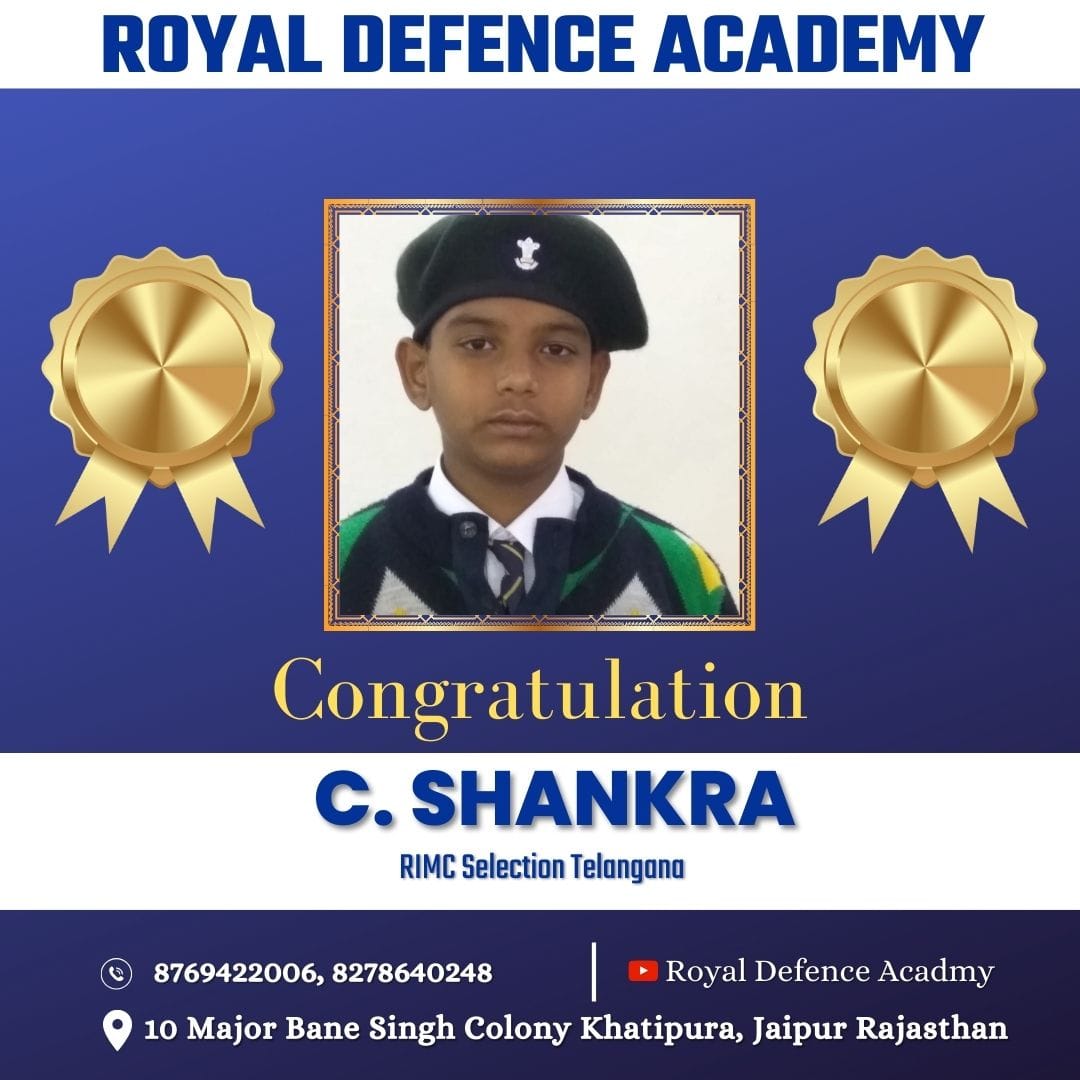 ROYAL DEFENCE ACADEMY
Congratulation
C. SHANKRA
RIMC Selection Telangana
8769422006, 8278640248
Royal Defence Acadmy
10 Major Bane Singh Colony Khatipura, Jaipur Rajasthan